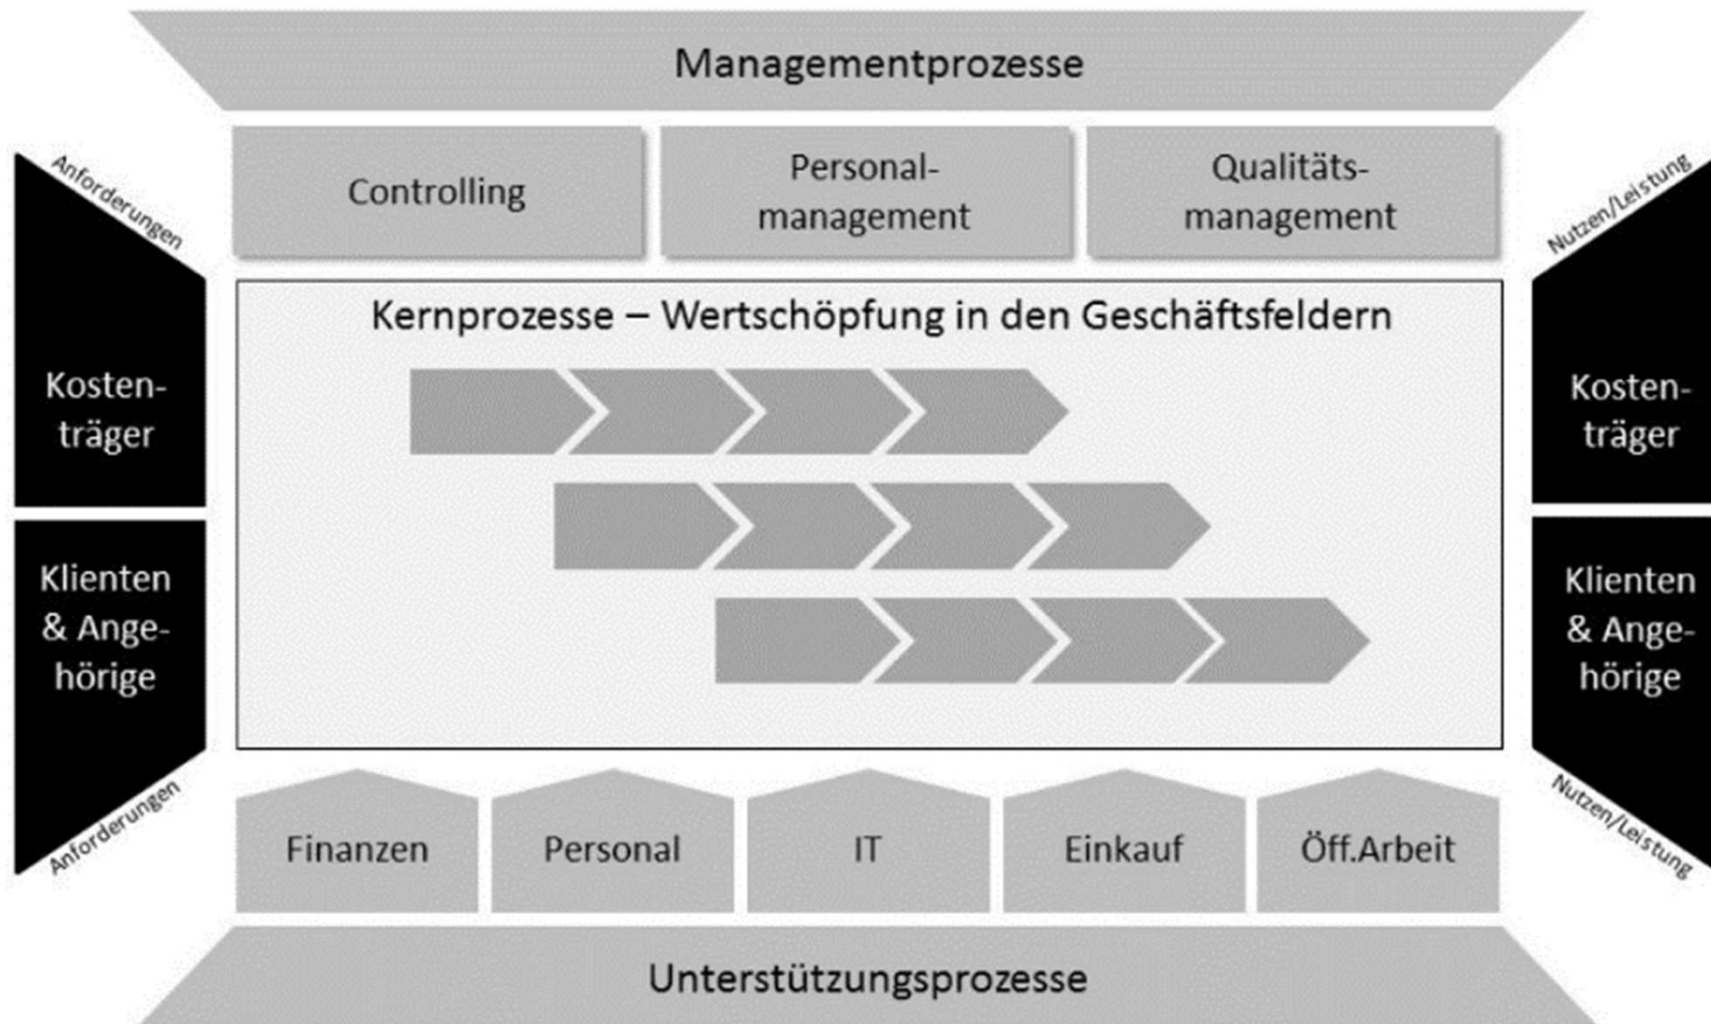 Managementprozesse
Controlling
Personal-
management
Qualitäts-
management
Anforderungen
Nutzen/Leistung
Kernprozesse – Wertschöpfung in den Geschäftsfeldern
Kosten-
träger
Kosten-
träger
Klienten
& Ange-
hörige
Klienten
& Ange-
hörige
Anforderungen
Nutzen/Leistung
Finanzen
Personal
IT
Einkauf
Öff.Arbeit
Unterstützungsprozesse